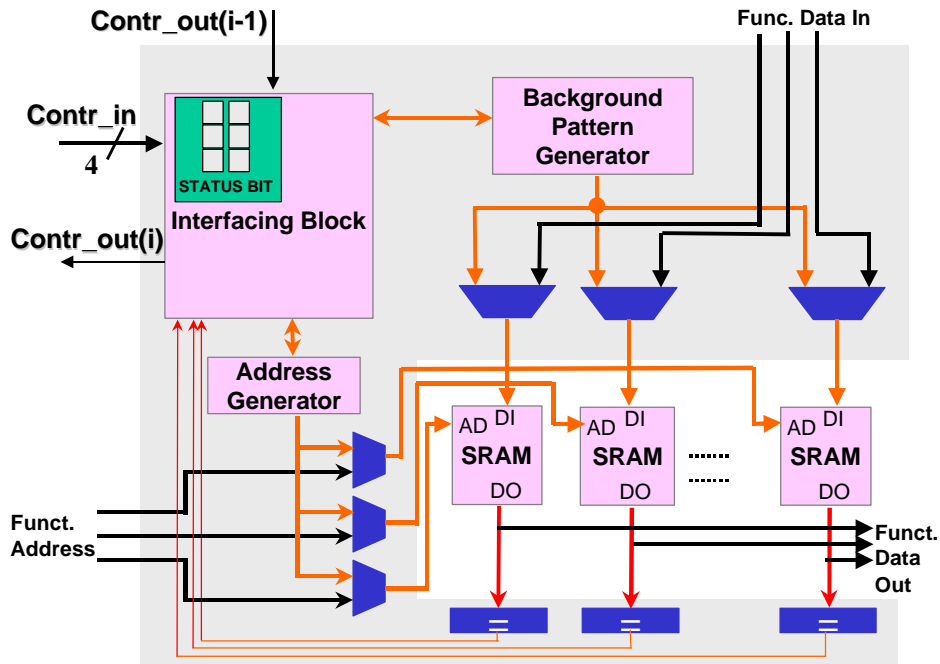 Contr_out(i-1)
Func. Data In
Contr_in
4
STATUS BIT
Interfacing Block
Background
Pattern
Generator
Contr_out(i)
Address
Generator
AD DI
SRAM
DO
AD DI
SRAM
DO
......
......
AD DI
SRAM
DO
Funct.
Address
Funct.
Data
Out
=
=
=